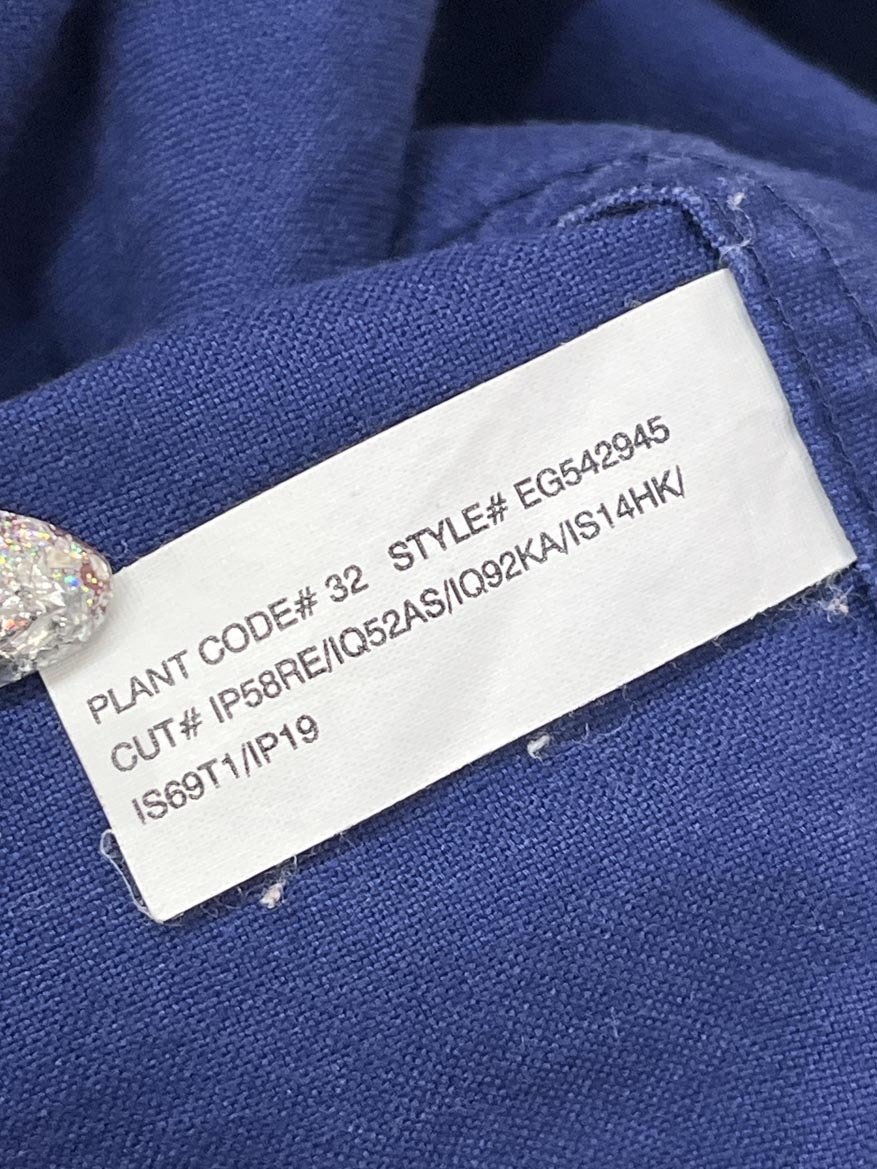 PLANT CODE# 32 STYLE# EG542945
CUT# IP58RE/IQ52AS/IQ92KA/IS14HK/
IS69T1/IP19